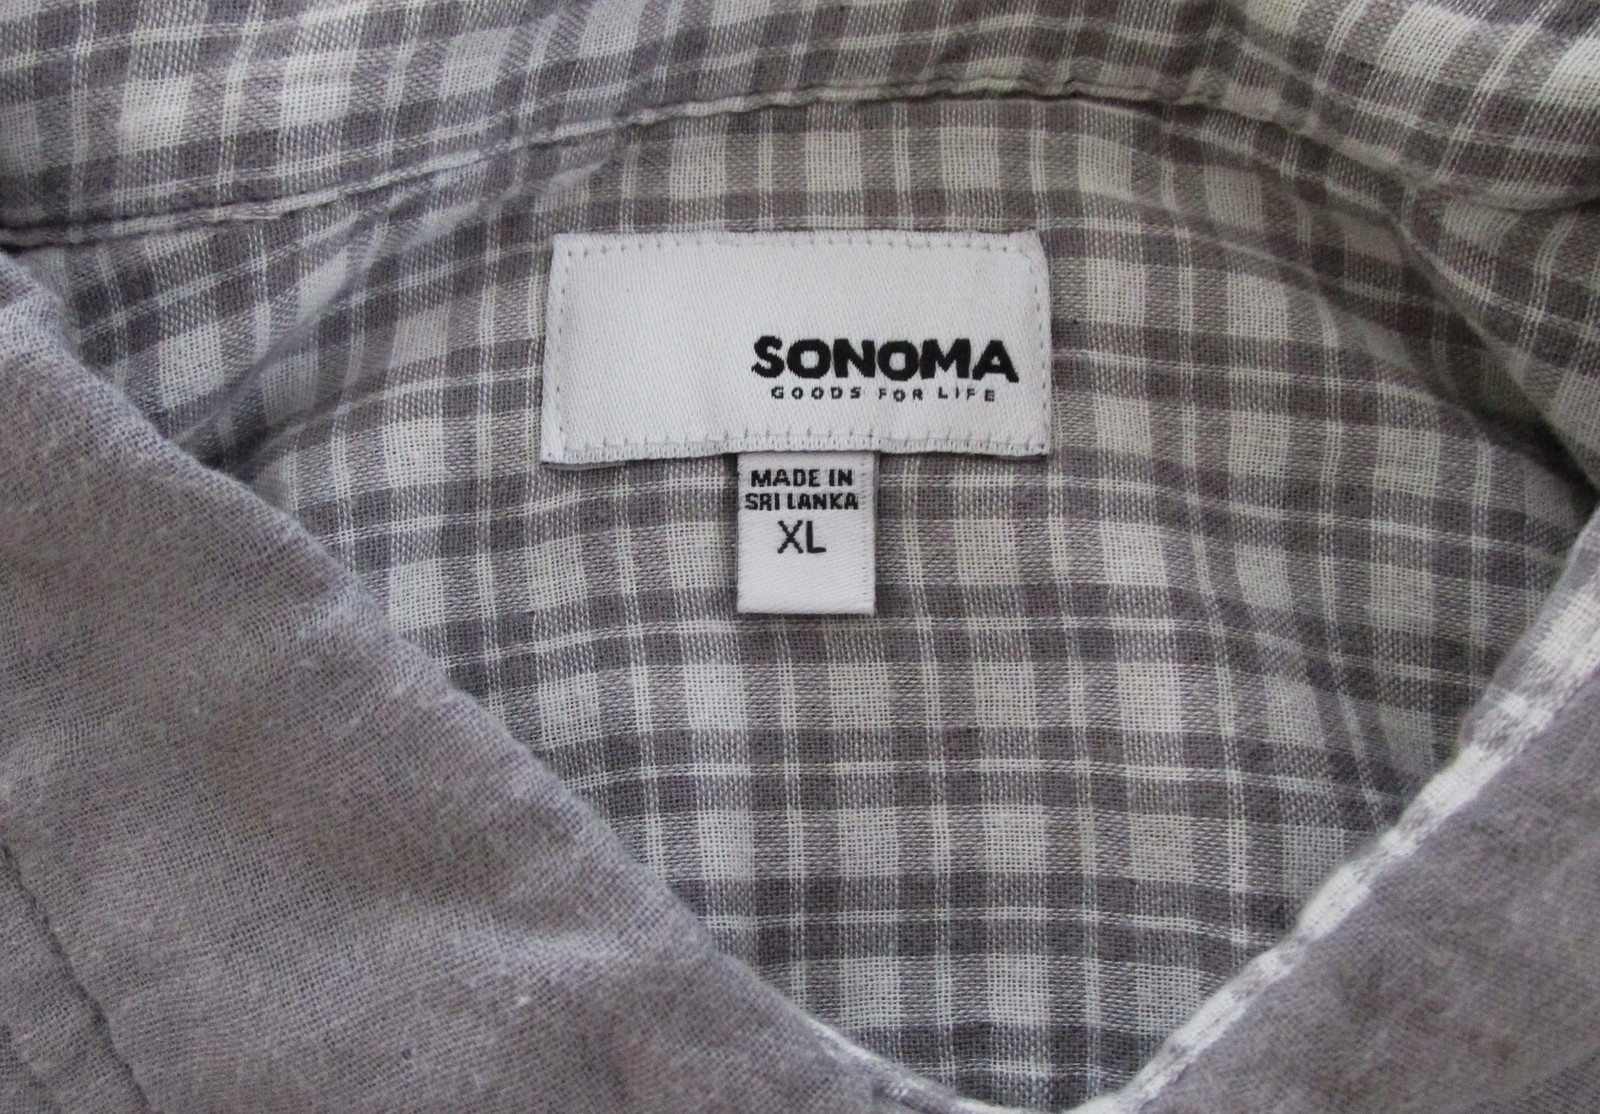 SONOMA
GOODS FOR LIFE
MADE IN
SRI LANKA
XL